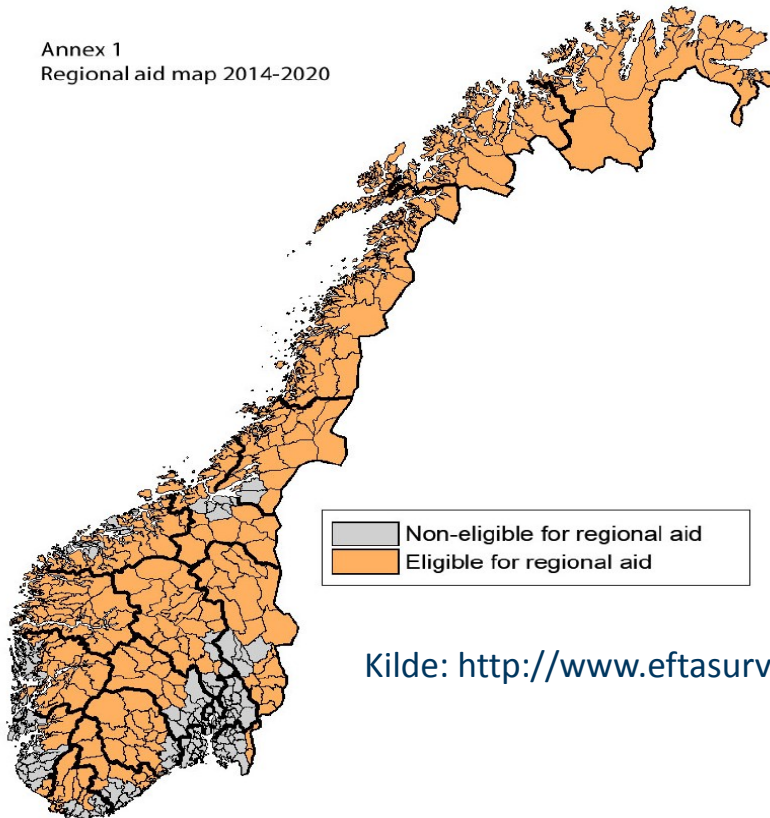 Annex 1
Regional aid map 2014-2020
Non-eligible for regional aid
Eligible for regional aid
Kilde: http://www.eftasurv